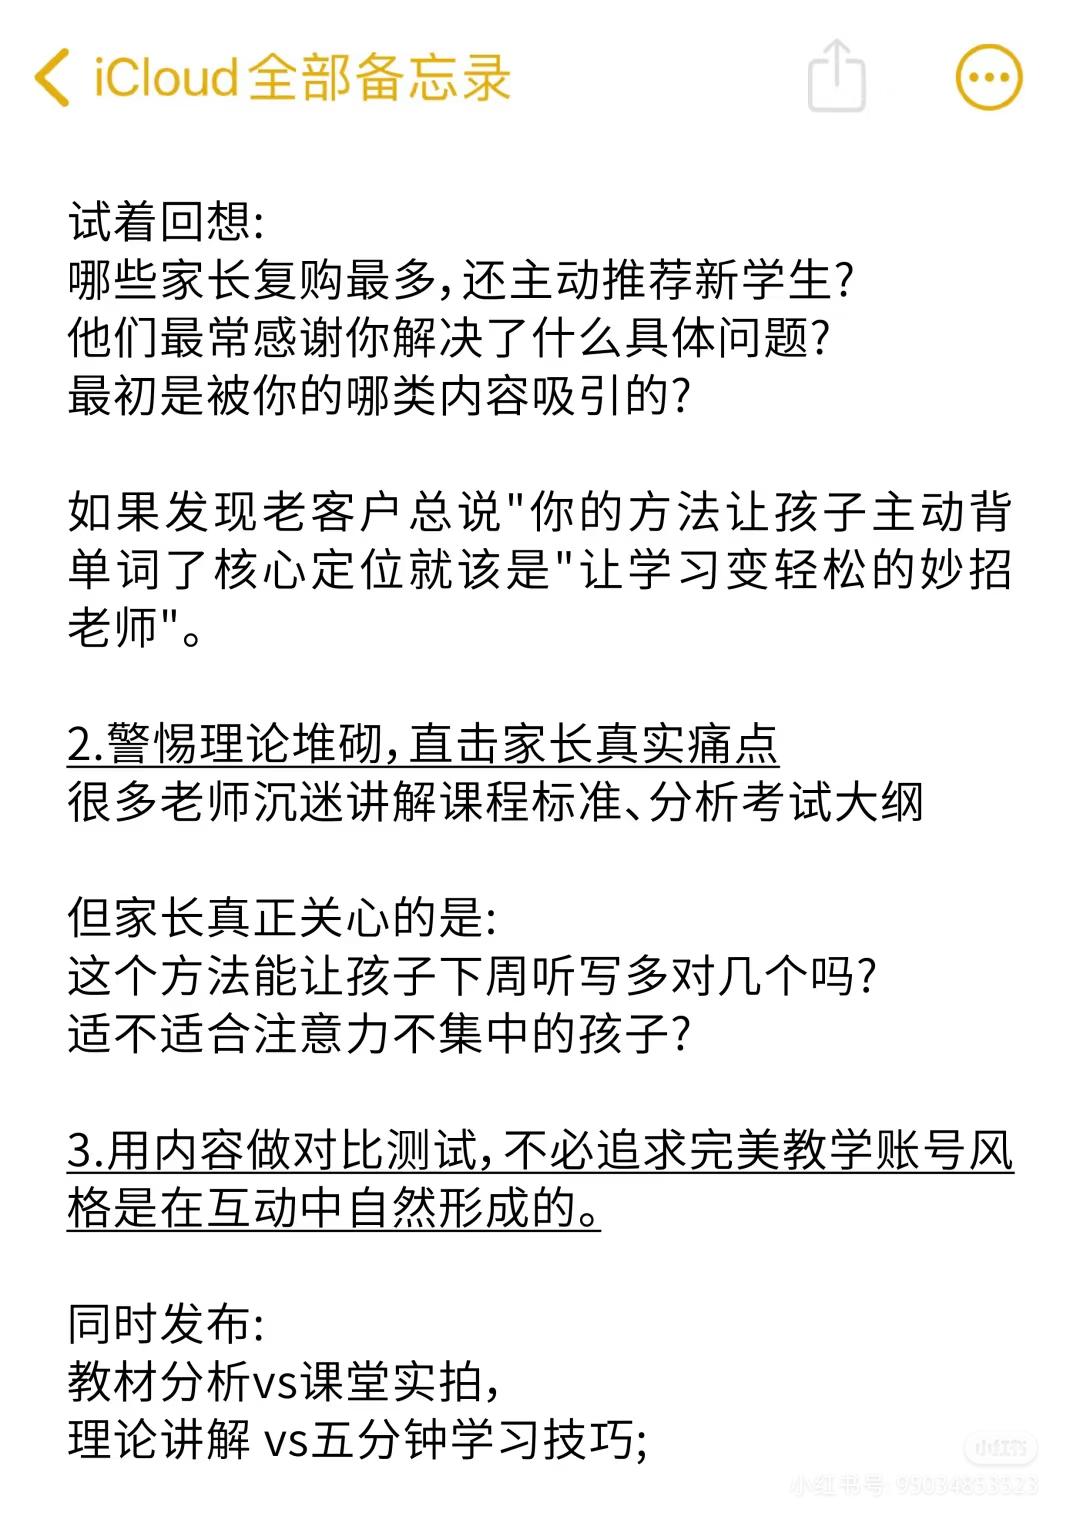 iCloud全部备忘录
试着回想:
哪些家长复购最多,还主动推荐新学生?
他们最常感谢你解决了什么具体问题?
最初是被你的哪类内容吸引的?
如果发现老客户总说"你的方法让孩子主动背
单词了核心定位就该是"让学习变轻松的妙招
老师"。
2.警惕理论堆砌,直击家长真实痛点
很多老师沉迷讲解课程标准、分析考试大纲
但家长真正关心的是:
这个方法能让孩子下周听写多对几个吗?
适不适合注意力不集中的孩子?
3.用内容做对比测试,不必追求完美教学账号风
格是在互动中自然形成的。
同时发布:
教材分析vs课堂实拍,
理论讲解 vs五分钟学习技巧;
小红书
小红书号: 95034853523